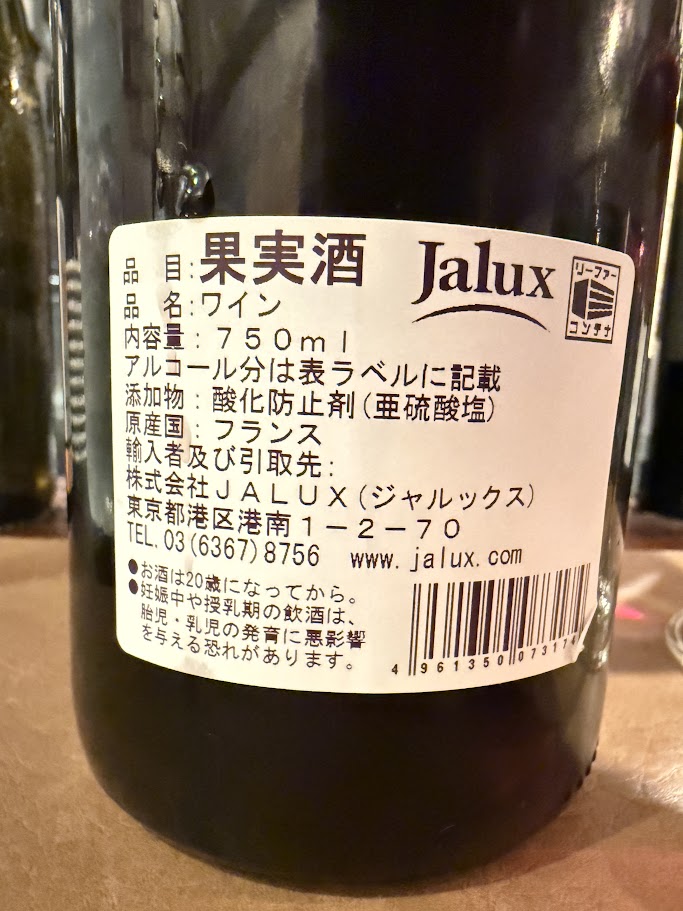 品 目:果実酒
Jalux
リーファー
コンテナ
品 名:ワイン
内容量:750ml
アルコール分は表ラベルに記載
添加物:酸化防止剤(亜硫酸塩)
原産国:フランス
輸入者及び引取先:
株式会社JALUX(ジャルックス)
東京都港区港南1-2-70
TEL.03(6367)8756 www.jalux.com
●お酒は20歳になってから。
●妊娠中や授乳期の飲酒は、
胎児・乳児の発育に悪影響
を与える恐れがあります。
4 961350 07317